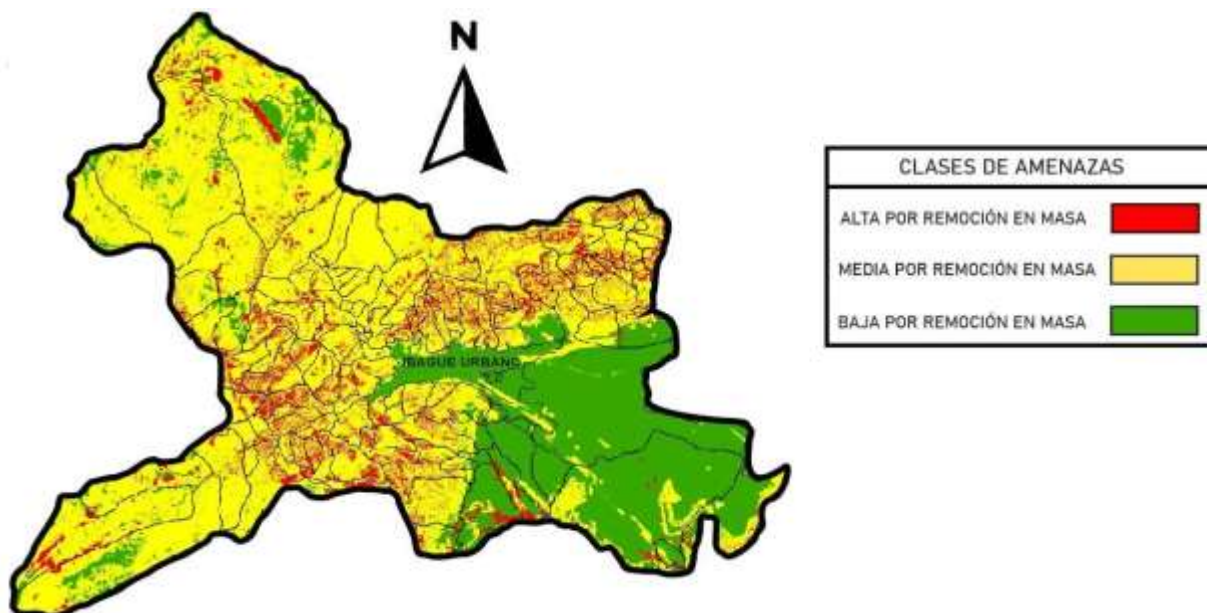 N
CLASES DE AMENAZAS
ALTA POR REMOCIÓN EN MASA
MEDIA POR REMOCIÓN EN MASA
BAJA POR REMOCIÓN EN MASA
IBAGUE URBANO